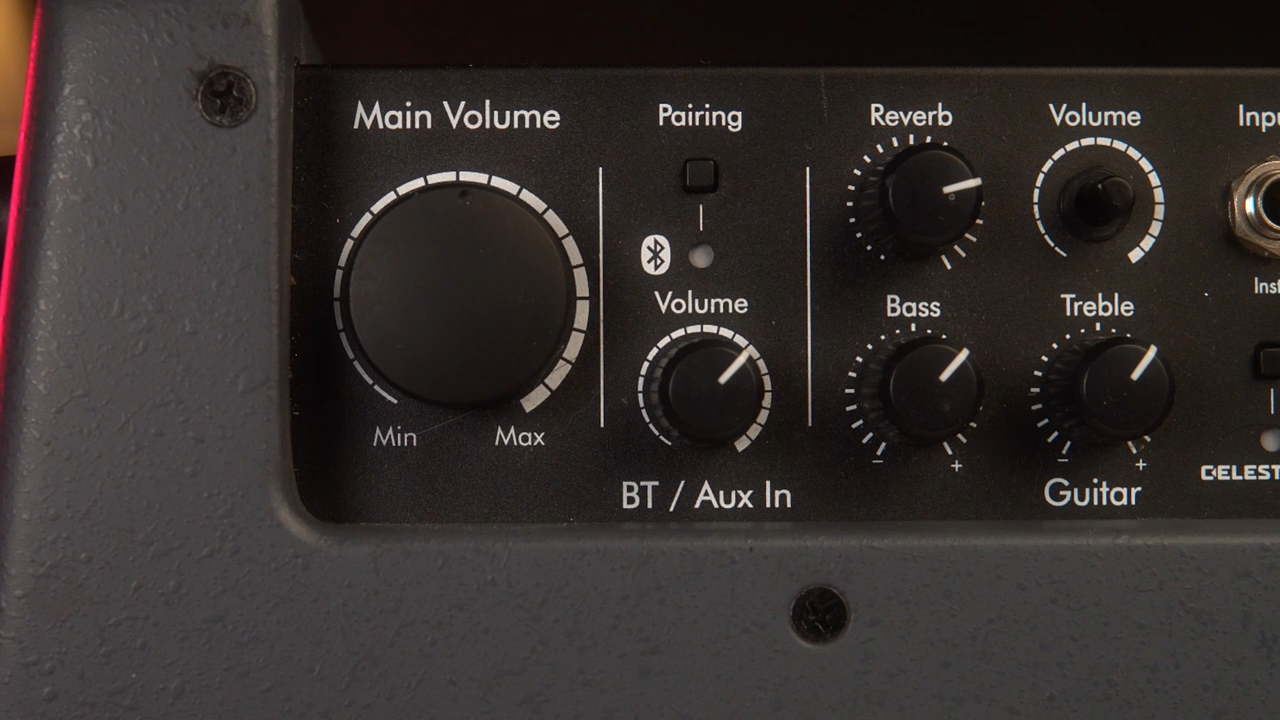 Main Volume
Min
Max
Pairing
Volume
BT / Aux In
Reverb
Volume
Bass
Treble
- +
- +
Guitar